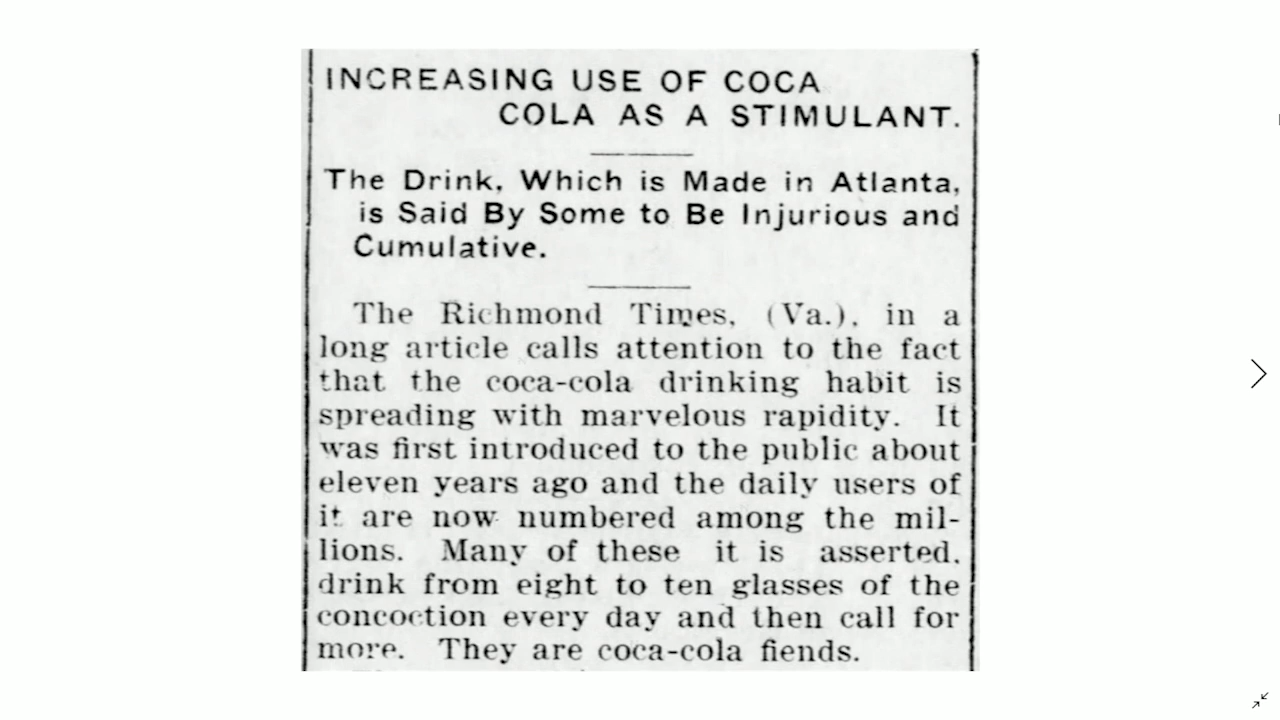 INCREASING USE OF COCA
COLA AS A STIMULANT.
The Drink, Which is Made in Atlanta,
is Said By Some to Be Injurious and
Cumulative.
The Richmond Times, (Va.), in a
long article calls attention to the fact
that the coca-cola drinking habit is
spreading with marvelous rapidity. It
was first introduced to the public about
eleven years ago and the daily users of
it are now numbered among the mil-
lions. Many of these it is asserted.
drink from eight to ten glasses of the
concoction every day and then call for
more. They are coca-cola fiends.